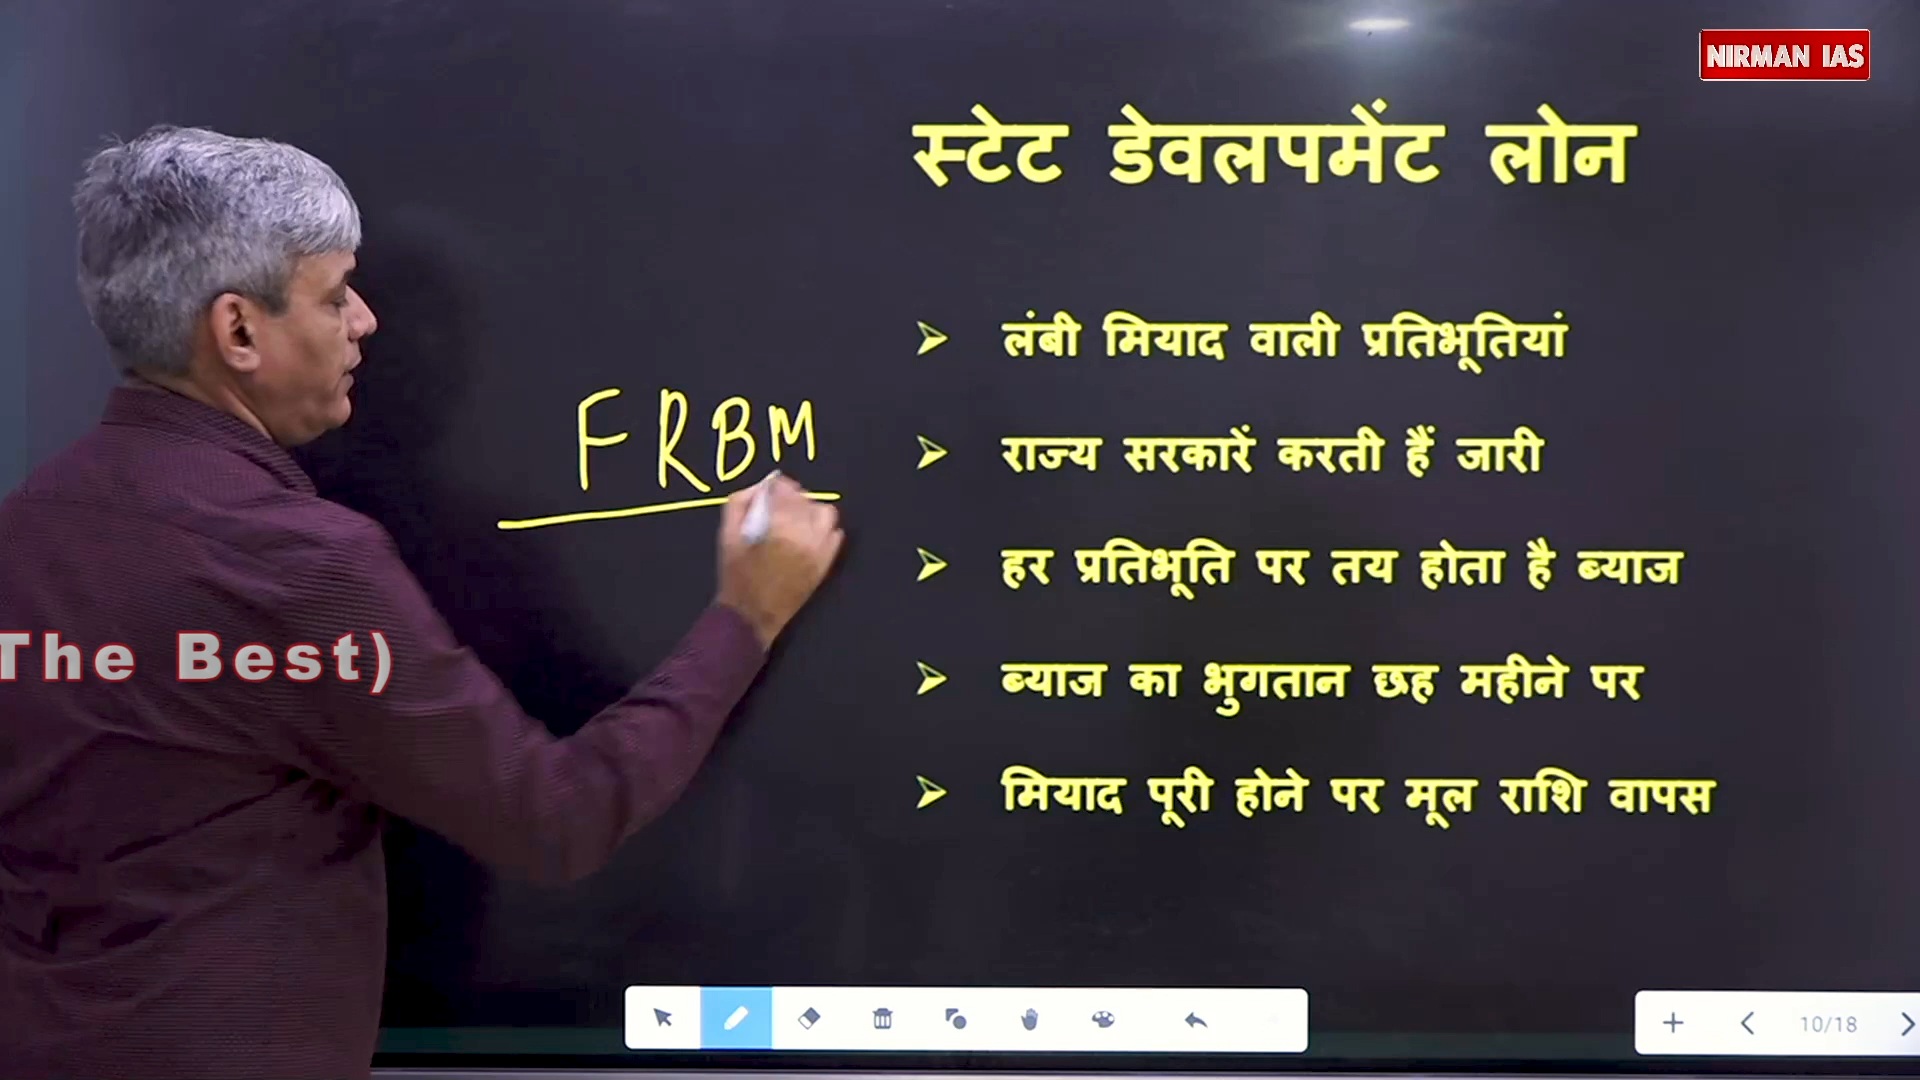 NIRMAN IAS
स्टेट डेवलपमेंट लोन
लंबी मियाद वाली प्रतिभूतियां
राज्य सरकारें करती हैं जारी
FRBM
हर प्रतिभूति पर तय होता है ब्याज
The Best)
ब्याज का भुगतान छह महीने पर
मियाद पूरी होने पर मूल राशि वापस
10/18